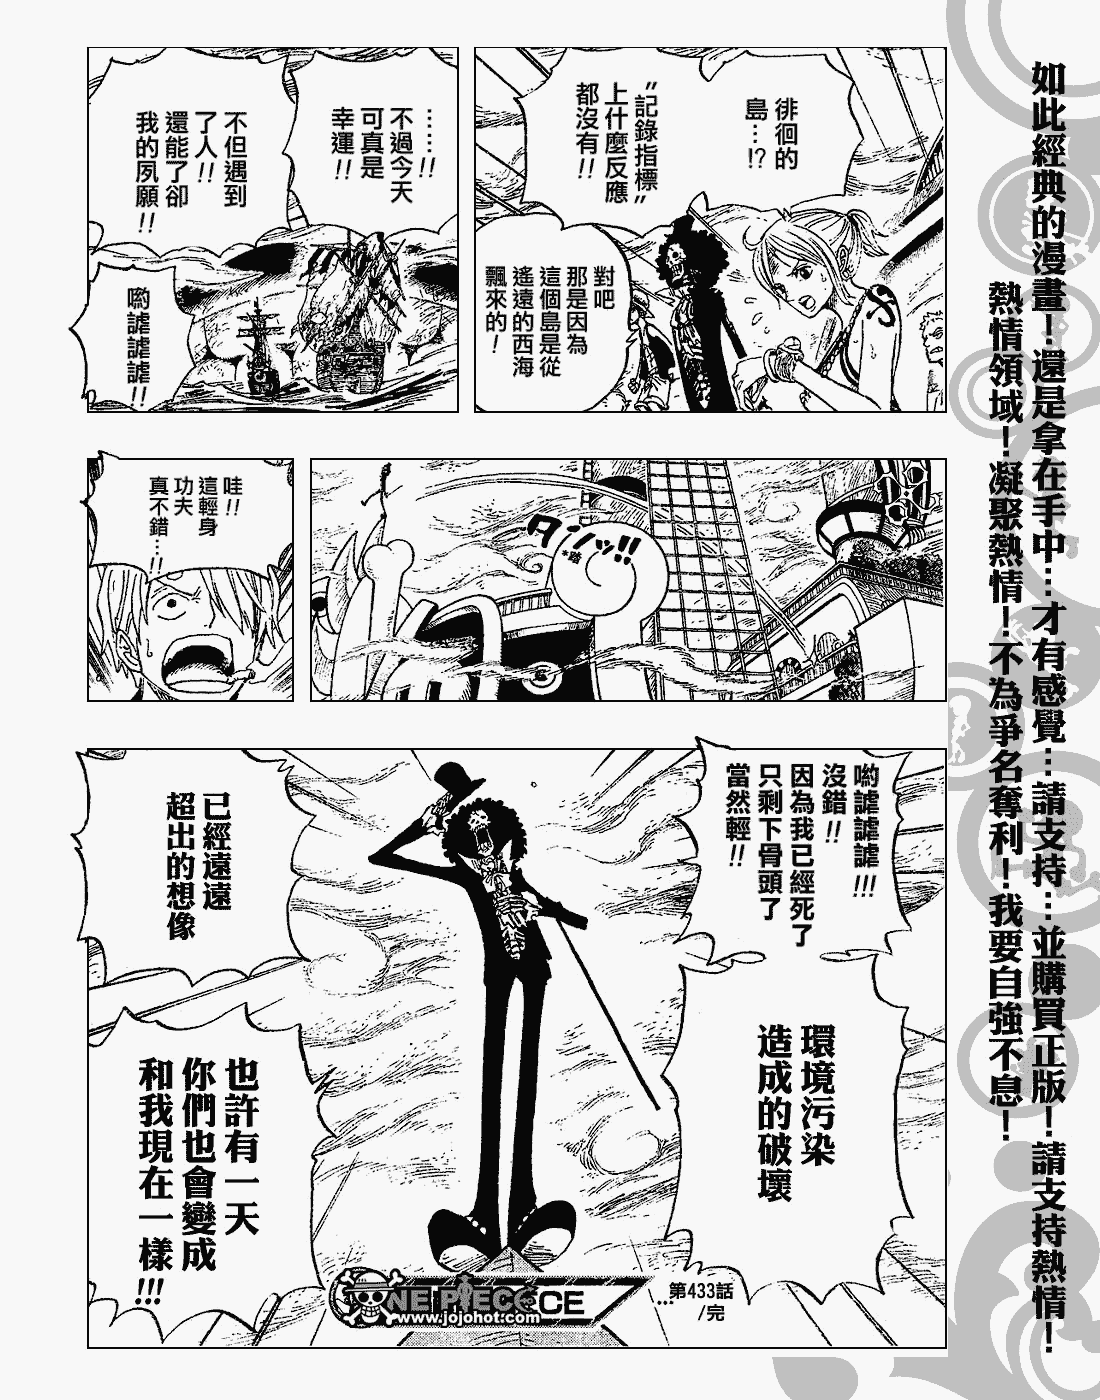 徘徊的
島…!?
“記錄指標”
上什麼反應
都沒有!!
對吧
那是因為
這個島是從
遙遠的西海
飄來的!
……!!
不過今天
可真是
幸運!!
不但遇到
了人!!
還能了卻
我的夙願!!
喲謔謔謔!!
ダンッ!!
*踏
哇!!
這輕身
功夫
真不錯…!!
喲謔謔謔!!!
沒錯!!
因為我已經死了
只剩下骨頭了
當然輕!!
環境污染
造成的破壞
已經遠遠
超出的想像
也許有一天
你們也會變成
和我現在一樣!!!
ONE PIECE
www.jojohot.com
…第433話
/完
如此經典的漫畫!還是拿在手中…才有感覺…請支持…並購買正版!請支持熱情!
熱情領域!凝聚熱情!不為爭名奪利!我要自強不息!